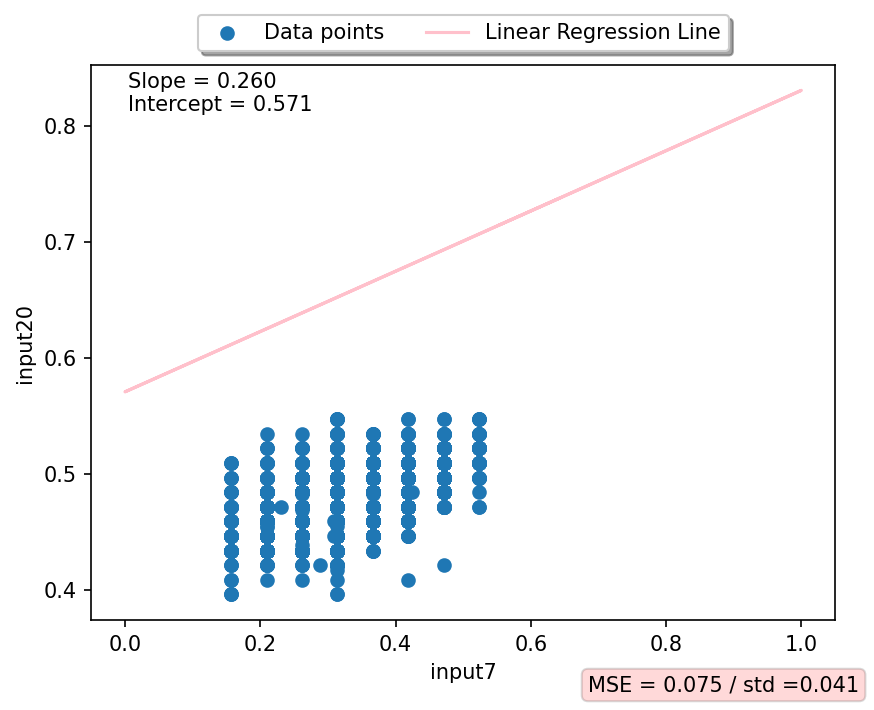 Data points
Linear Regression Line
Slope = 0.260
Intercept = 0.571
0.8
0.7
0.6
0.5
0.4
input20
0.0
0.2
0.4
0.6
0.8
1.0
input7
MSE = 0.075 / std =0.041